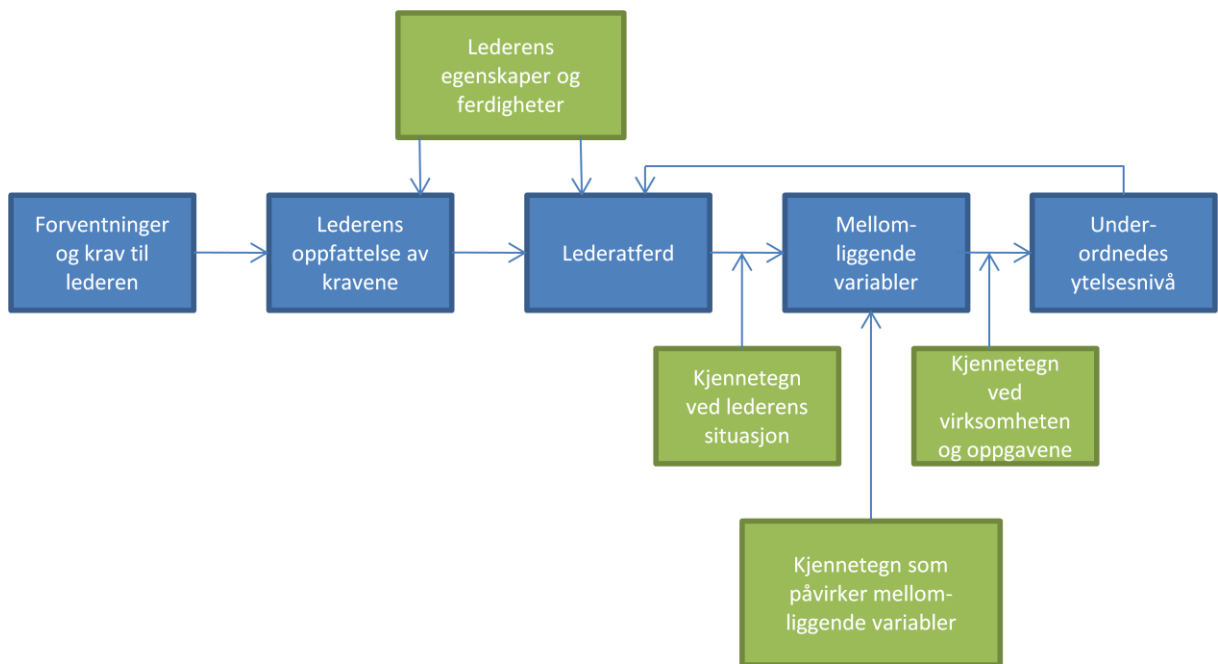 Lederens
egenskaper og
ferdigheter
Forventninger
og krav til
lederen
Lederens
oppfattelse av
kravene
Lederatferd
Mellom-
liggende
variabler
Under-
ordnedes
ytelsesnivå
Kjennetegn
ved lederens
situasjon
Kjennetegn
ved
virksomheten
og oppgavene
Kjennetegn som
påvirker mellom-
liggende variabler